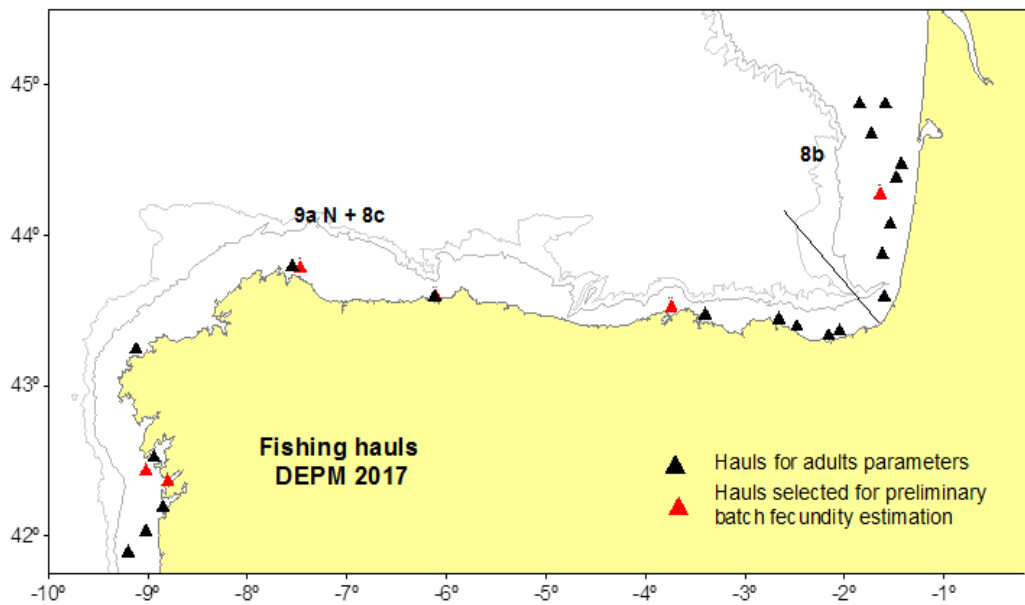 45º
8b
9a N + 8c
44º
43º
Fishing hauls
DEPM 2017
Hauls for adults parameters
Hauls selected for preliminary
batch fecundity estimation
42º
-10º -9º -8º -7º -6º -5º -4º -3º -2º -1º